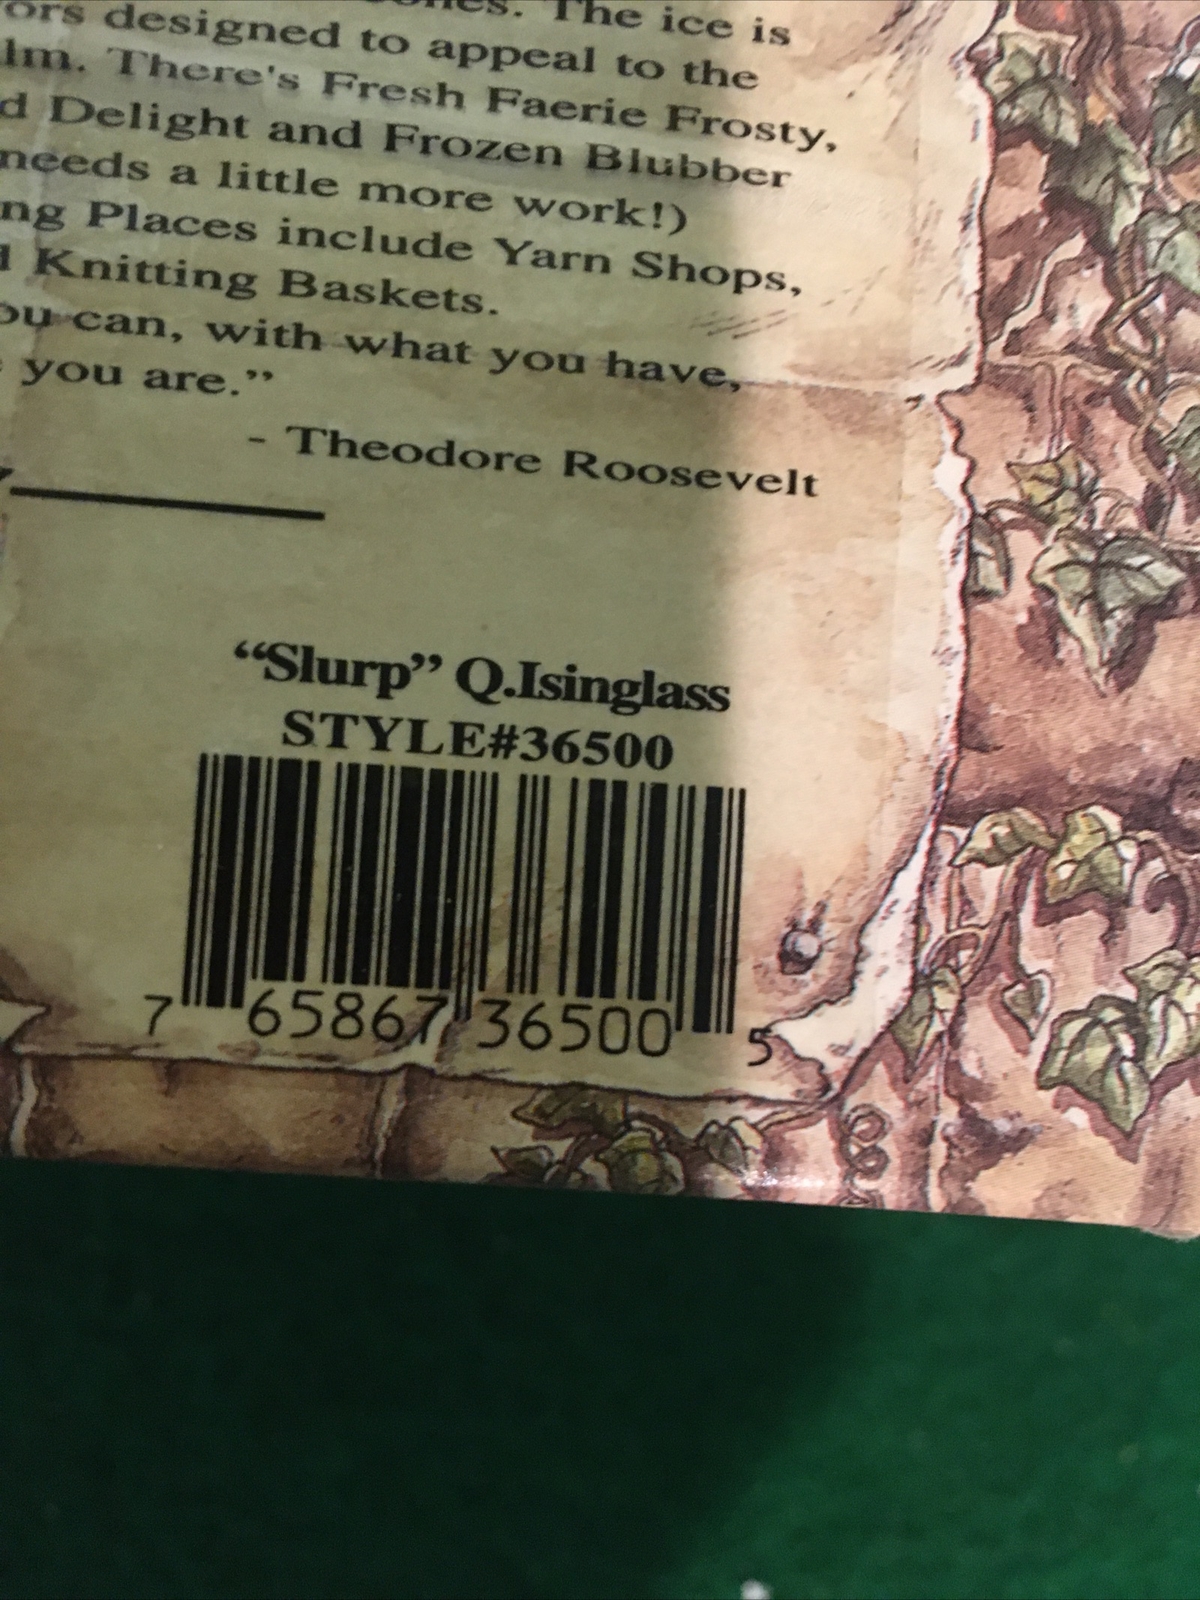 The ice is
ors designed to appeal to the
lm. There's Fresh Faerie Frosty,
d Delight and Frozen Blubber
needs a little more work!)
ng Places include Yarn Shops,
d Knitting Baskets.
ou can, with what you have,
you are.”
- Theodore Roosevelt
“Slurp” Q.Isinglass
STYLE#36500
7 65867 36500 5